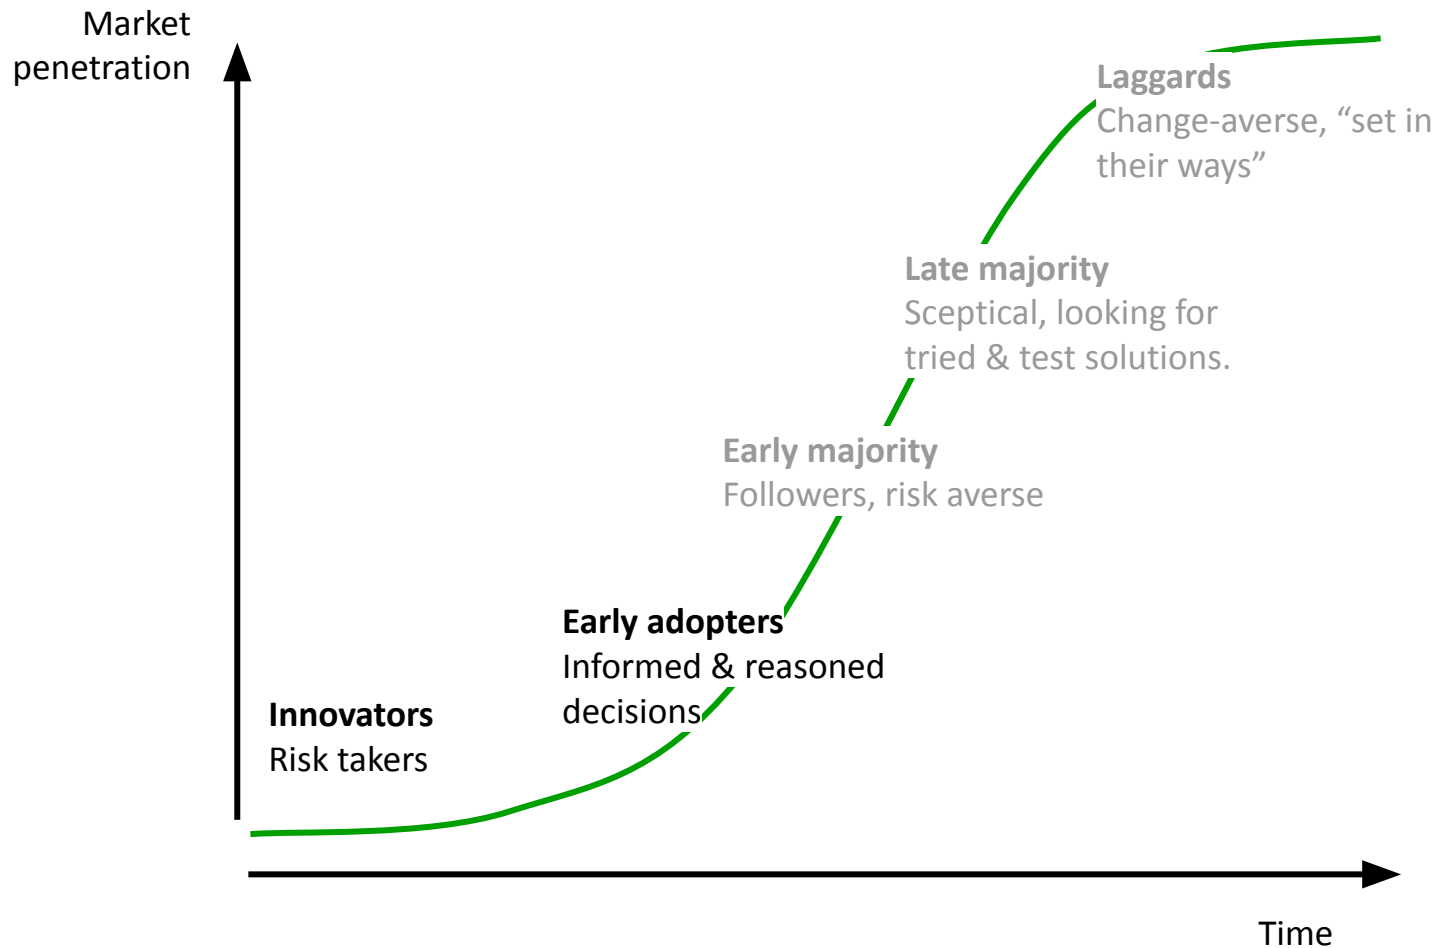 Market
penetration
Laggards
Change-averse, “set in
their ways”
Late majority
Sceptical, looking for
tried & test solutions.
Early majority
Followers, risk averse
Early adopters
Informed & reasoned
decisions
Innovators
Risk takers
Time